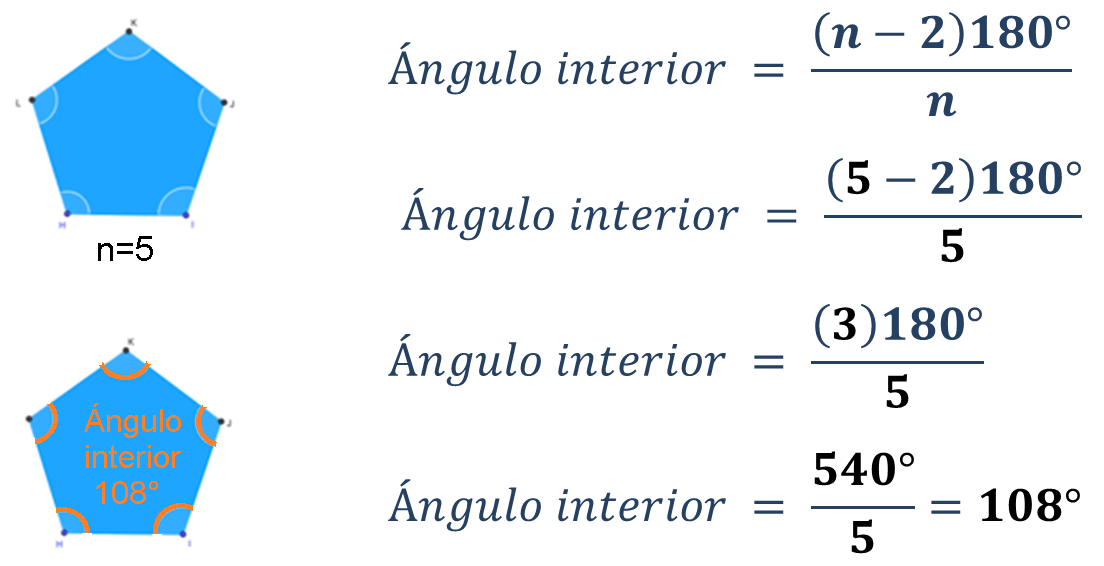 K
L
J
H
I
n=5
Ángulo interior = (n − 2)180° / n
Ángulo interior = (5 − 2)180° / 5
K
J
Ángulo
interior
108°
H
I
Ángulo interior = (3)180° / 5
Ángulo interior = 540° / 5 = 108°